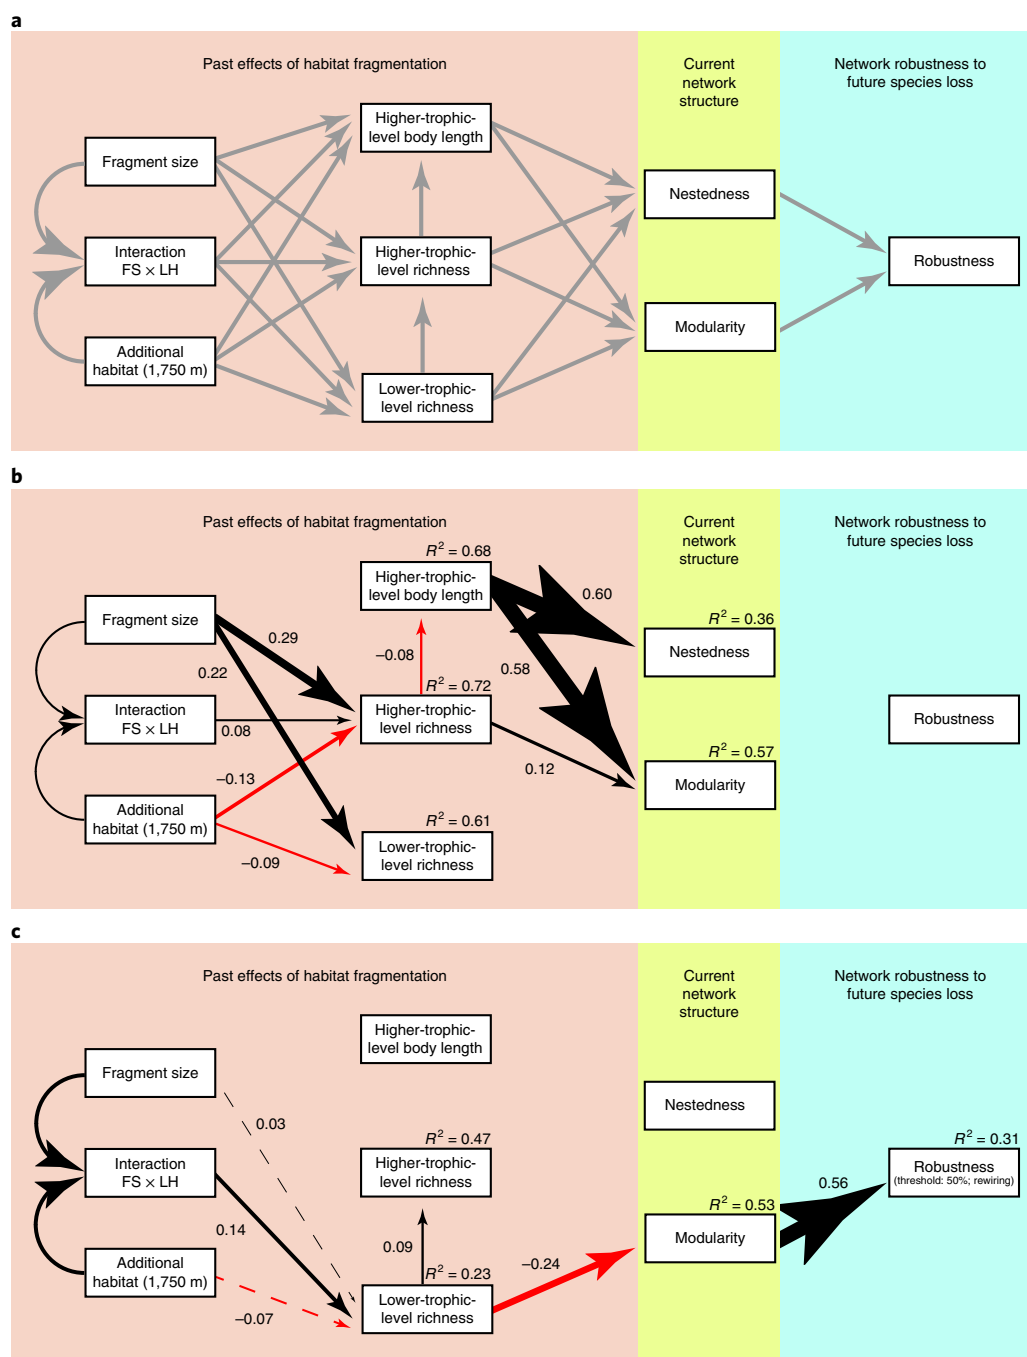 a
Past effects of habitat fragmentation
Current
network
structure
Network robustness to
future species loss
Higher-trophic-
level body length
Fragment size
Nestedness
Interaction
FS × LH
Higher-trophic-
level richness
Robustness
Modularity
Additional
habitat (1,750 m)
Lower-trophic-
level richness
b
Past effects of habitat fragmentation
Current
network
structure
Network robustness to
future species loss
R² = 0.68
Higher-trophic-
level body length
0.60
Fragment size
R² = 0.36
0.29
Nestedness
–0.08
0.22
0.58
R² = 0.72
Interaction
FS × LH
0.08
Higher-trophic-
level richness
Robustness
R² = 0.57
–0.13
0.12
Modularity
Additional
habitat (1,750 m)
R² = 0.61
–0.09
Lower-trophic-
level richness
c
Past effects of habitat fragmentation
Current
network
structure
Network robustness to
future species loss
Higher-trophic-
level body length
Fragment size
Nestedness
0.03
R² = 0.47
R² = 0.31
Interaction
FS × LH
Higher-trophic-
level richness
Robustness
(threshold: 50%; rewiring)
0.56
R² = 0.53
0.14
Modularity
0.09
Additional
habitat (1,750 m)
R² = 0.23
–0.24
–0.07
Lower-trophic-
level richness